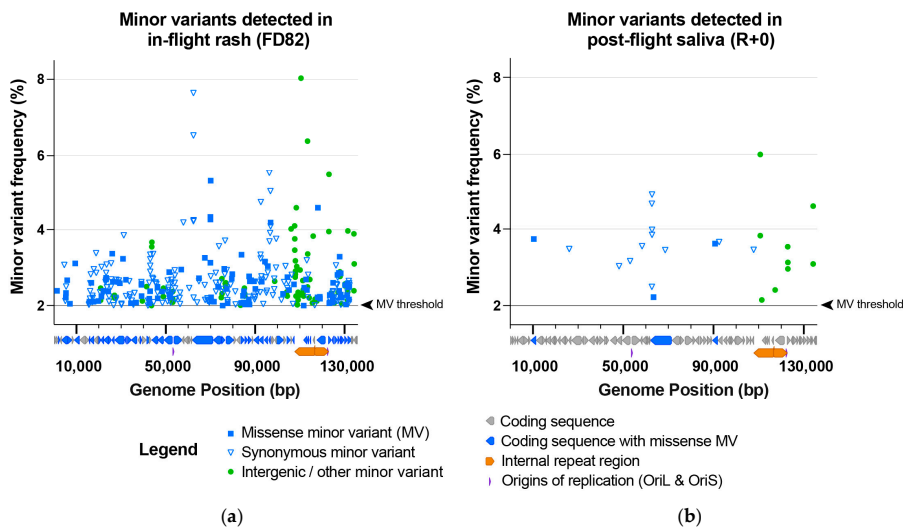 Minor variants detected in
in-flight rash (FD82)
Minor variant frequency (%)
8
6
4
2
MV threshold
10,000
50,000
90,000
130,000
Genome Position (bp)
Minor variants detected in
post-flight saliva (R+0)
Minor variant frequency (%)
8
6
4
2
MV threshold
10,000
50,000
90,000
130,000
Genome Position (bp)
Legend
Missense minor variant (MV)
Synonymous minor variant
Intergenic / other minor variant
Coding sequence
Coding sequence with missense MV
Internal repeat region
Origins of replication (OriL & OriS)
(a)
(b)